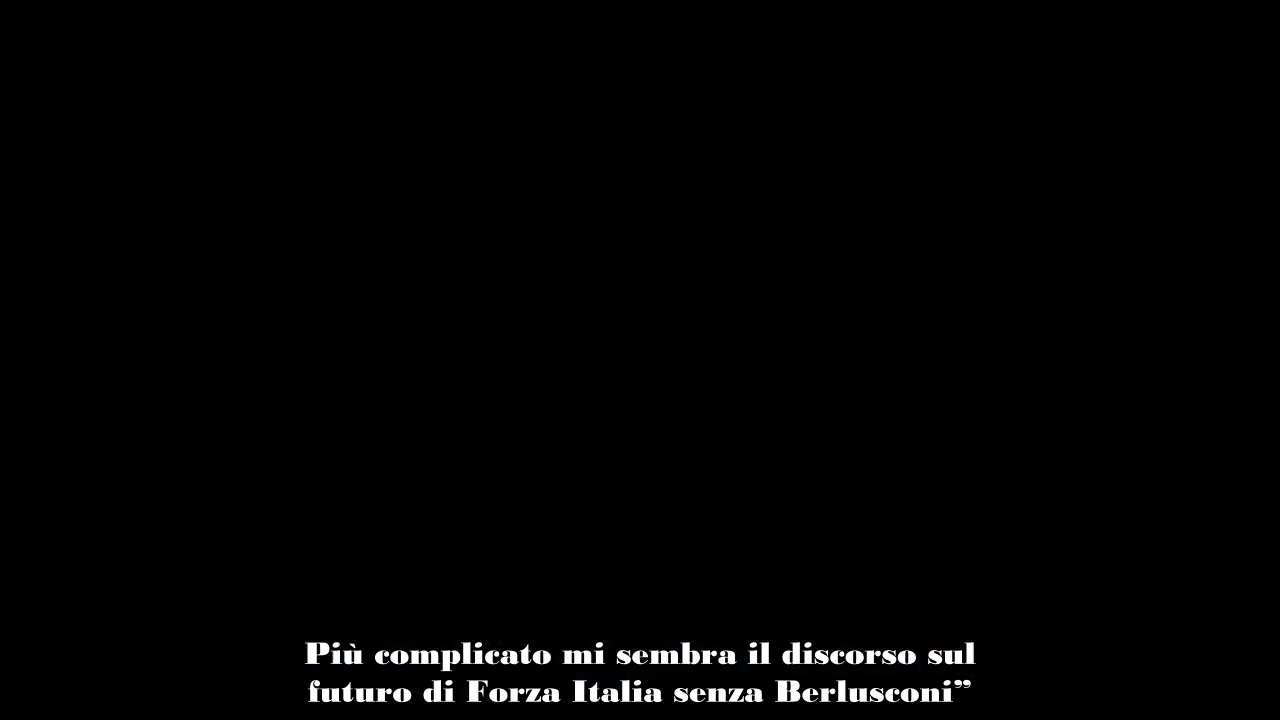 Più complicato mi sembra il discorso sul
futuro di Forza Italia senza Berlusconi”